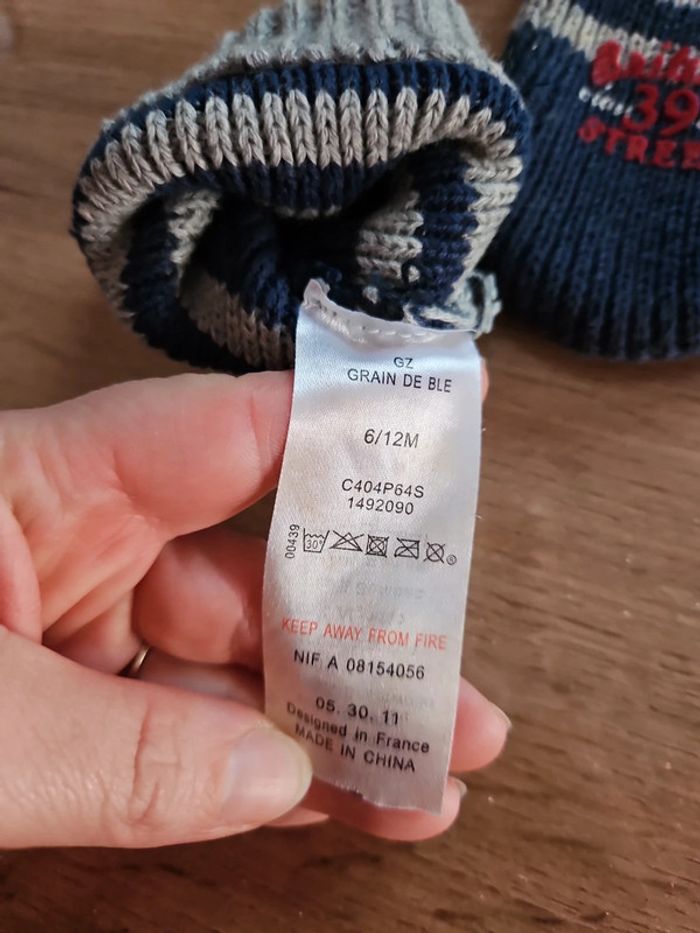 39
STREE
GZ
GRAIN DE BLE
6/12M
C404P64S
1492090
00439
30°
KEEP AWAY FROM FIRE
NIF A 08154056
05. 30. 11
Designed in France
MADE IN CHINA